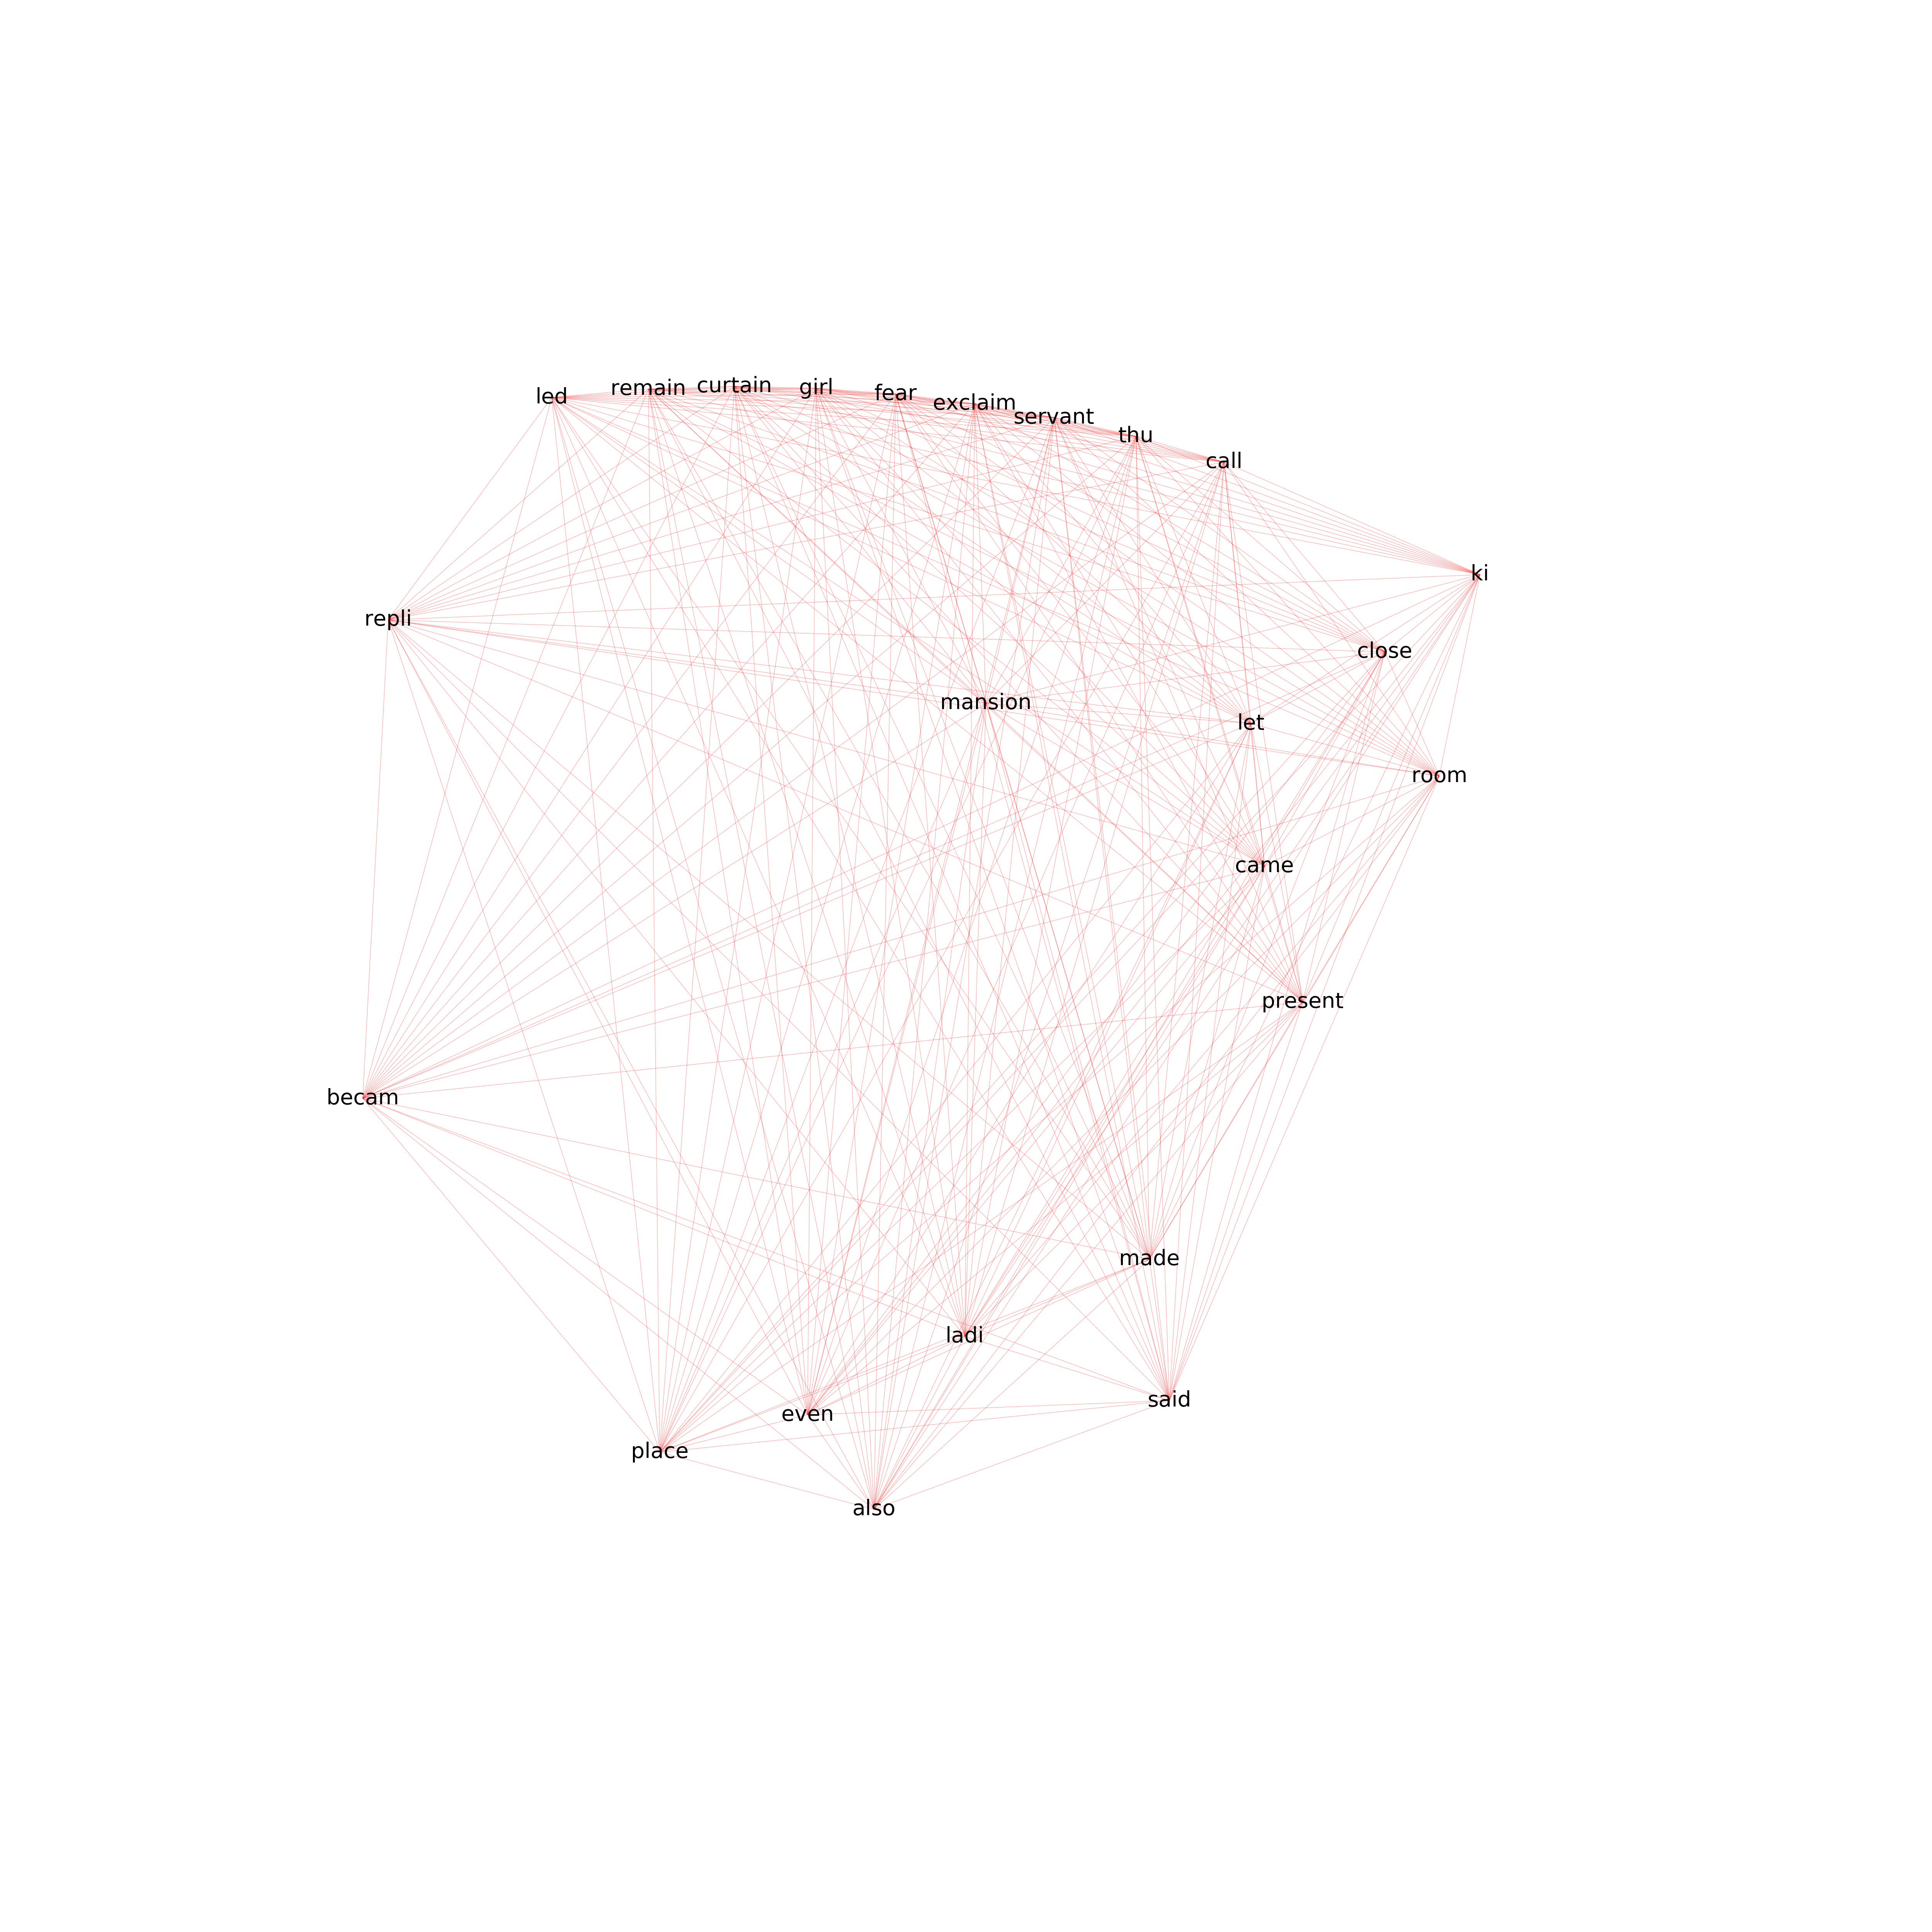 led
remain
curtain
girl
fear
exclaim
servant
thu
call
ki
repli
close
mansion
let
room
came
present
becam
made
ladi
said
even
place
also